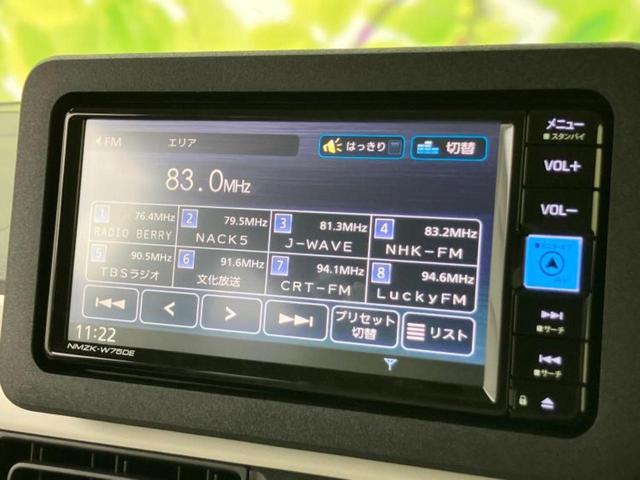 FM
エリア
はっきり
切替
83.0MHz
1 76.4MHz
RADIO BERRY
2 79.5MHz
NACK5
3 81.3MHz
J-WAVE
4 83.2MHz
NHK-FM
5 90.5MHz
TBSラジオ
6 91.6MHz
文化放送
7 94.1MHz
CRT-FM
8 94.6MHz
LuckyFM
プリセット
切替
リスト
11:22
NMZK-W75DE
メニュー
スタンバイ
VOL+
VOL-
サーチ
サーチ